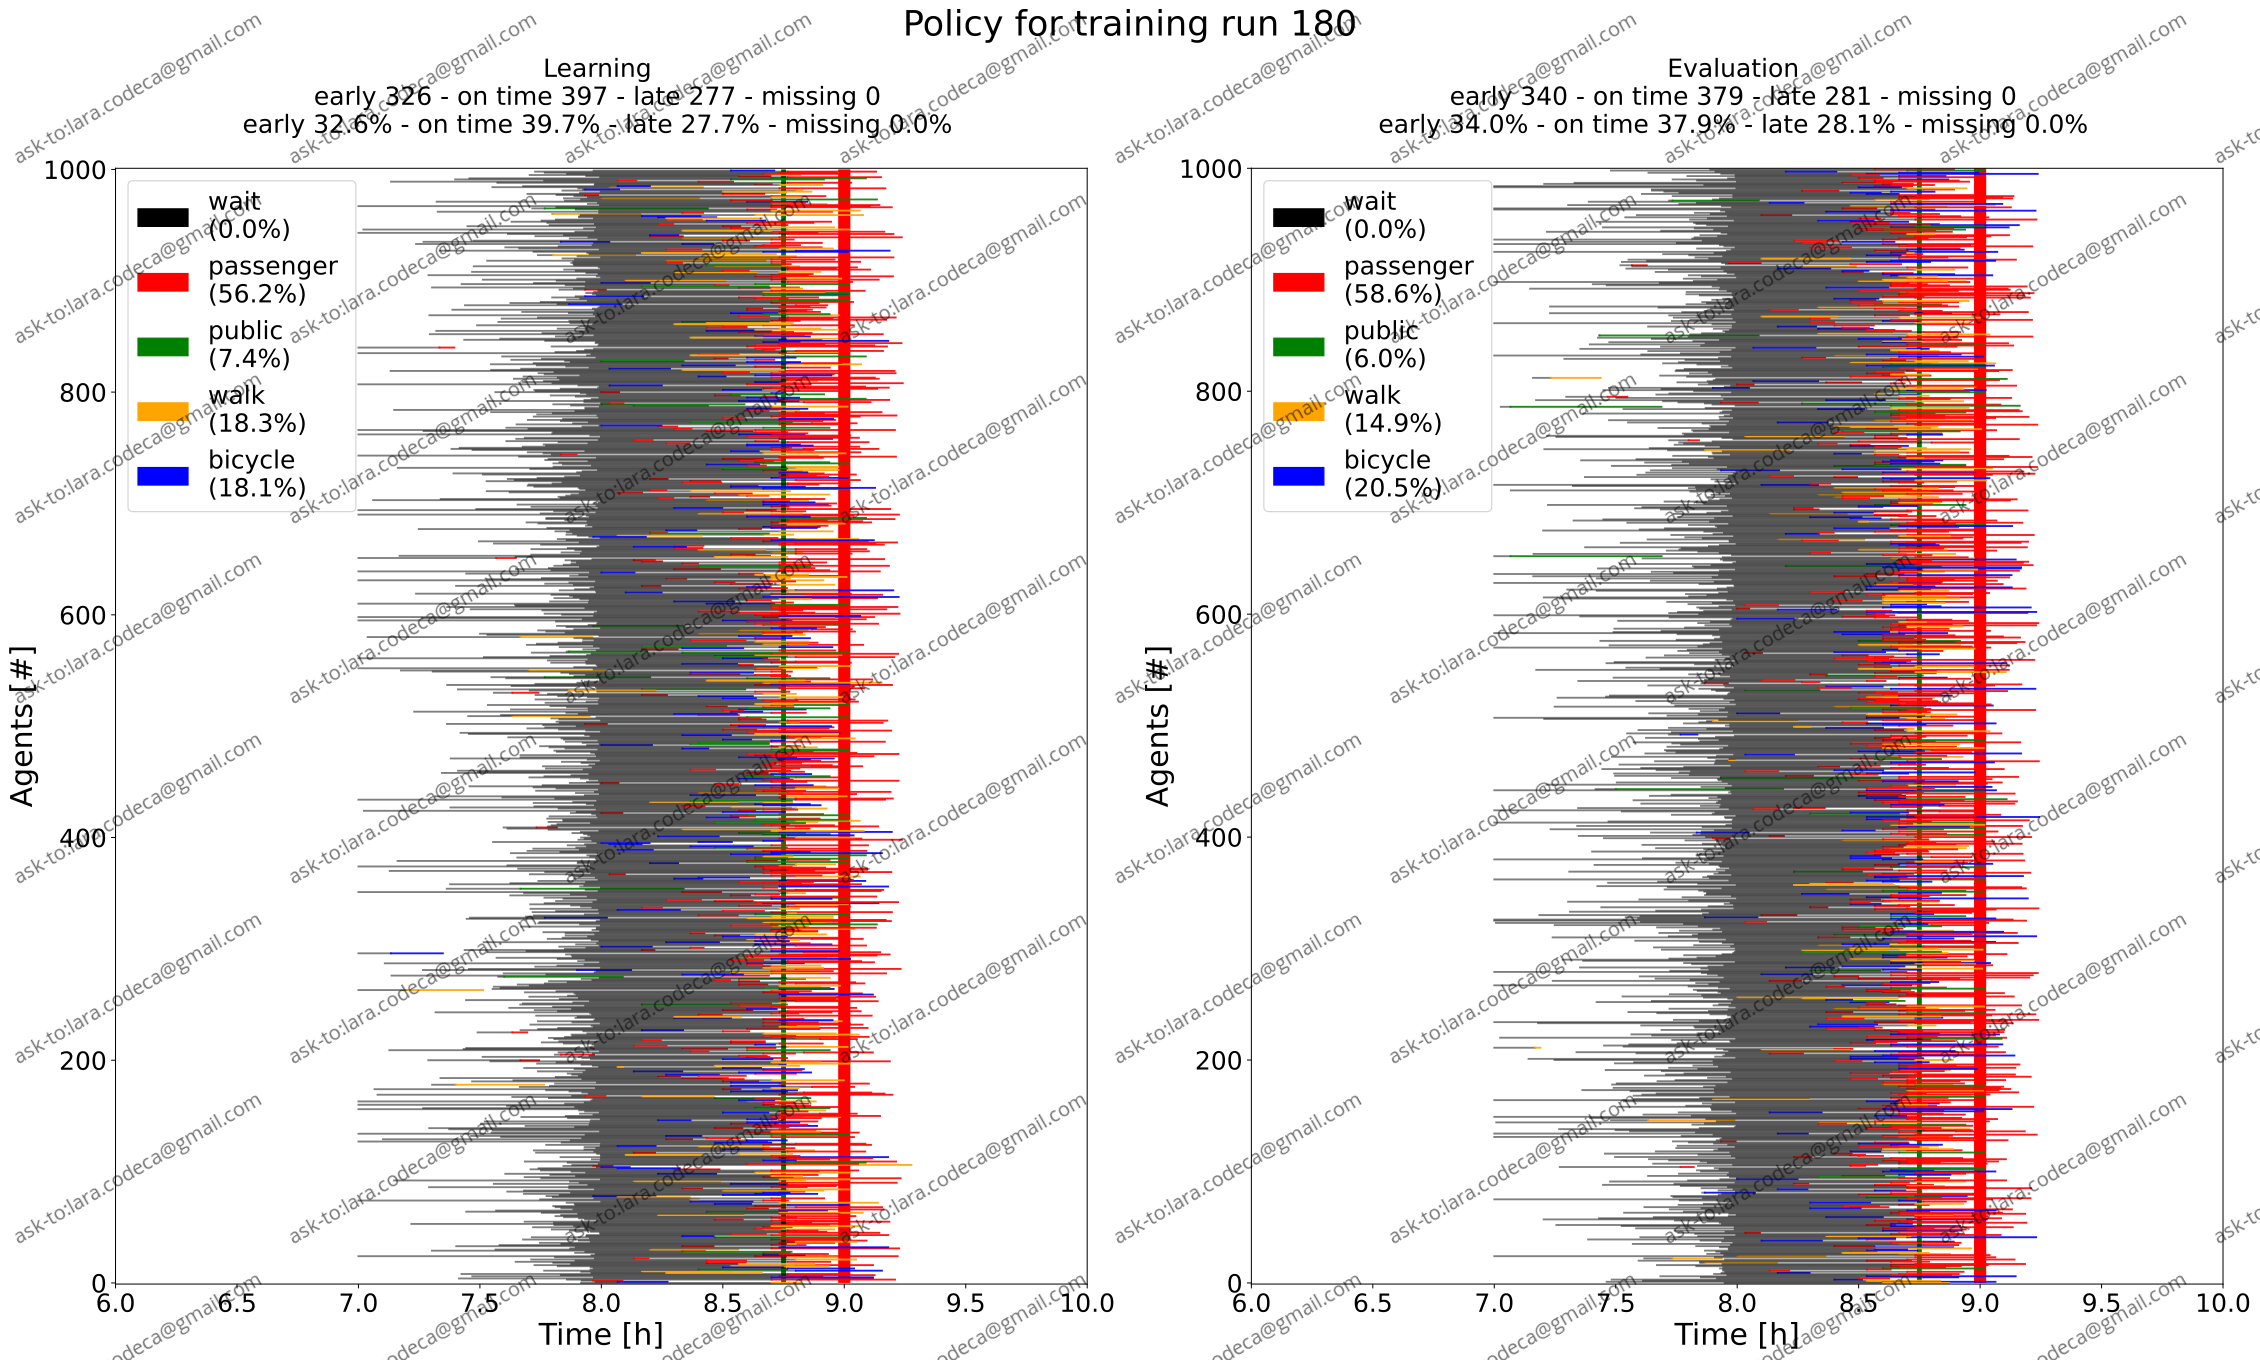 Policy for training run 180
Learning
early 326 - on time 397 - late 277 - missing 0
early 32.6% - on time 39.7% - late 27.7% - missing 0.0%
1000
800
600
400
200
0
Agents [#]
wait
(0.0%)
passenger
(56.2%)
public
(7.4%)
walk
(18.3%)
bicycle
(18.1%)
6.0 6.5 7.0 7.5 8.0 8.5 9.0 9.5 10.0
Time [h]
Evaluation
early 340 - on time 379 - late 281 - missing 0
early 34.0% - on time 37.9% - late 28.1% - missing 0.0%
1000
800
600
400
200
0
Agents [#]
wait
(0.0%)
passenger
(58.6%)
public
(6.0%)
walk
(14.9%)
bicycle
(20.5%)
6.0 6.5 7.0 7.5 8.0 8.5 9.0 9.5 10.0
Time [h]
ask-to:lara.codeca@gmail.com